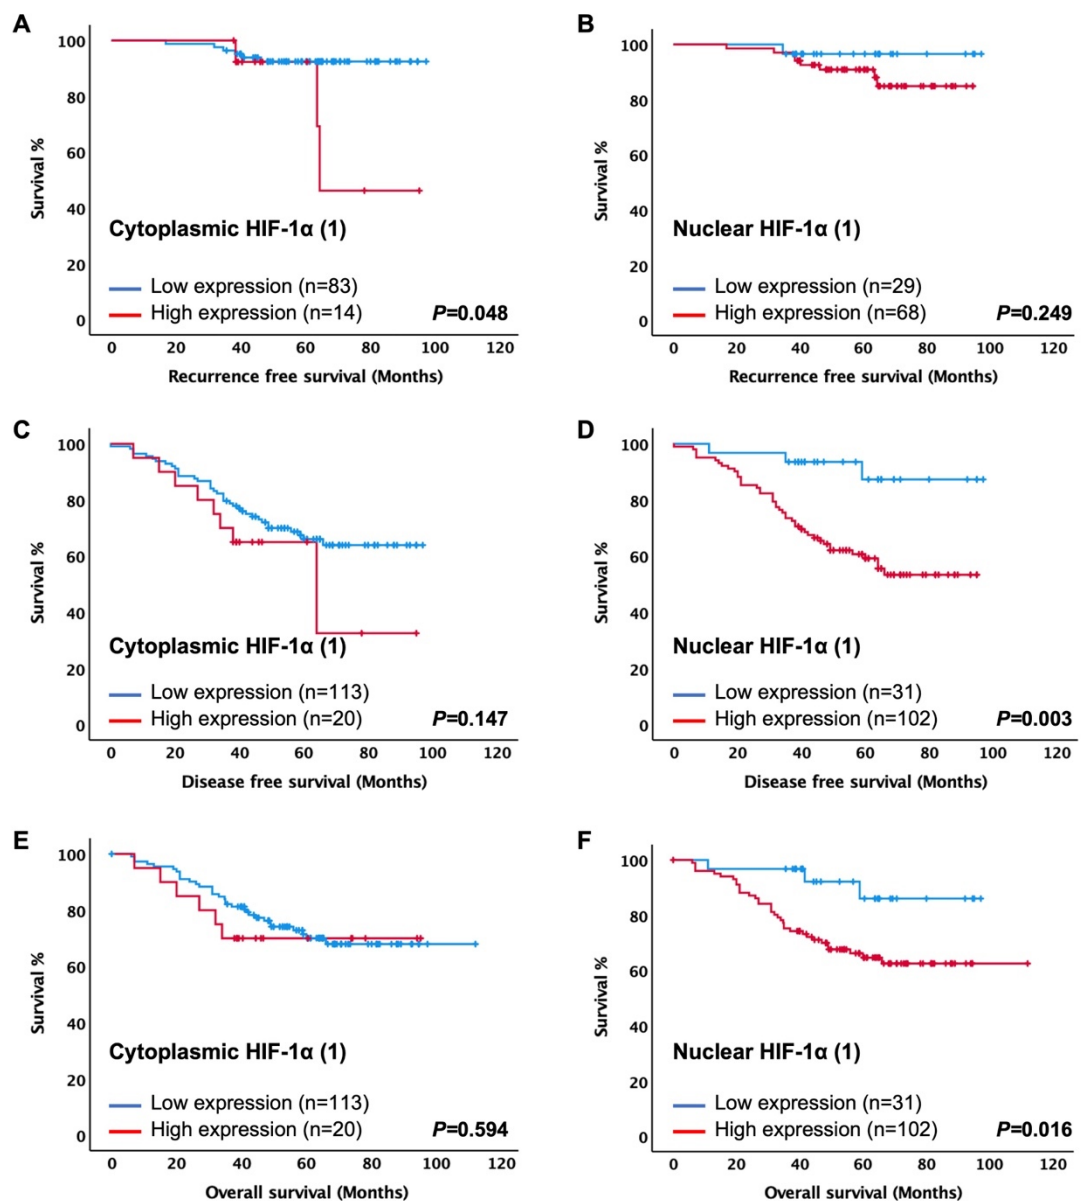 A
100
80
60
40
20
0
Survival %
Cytoplasmic HIF-1α (1)
Low expression (n=83)
High expression (n=14)
P=0.048
0 20 40 60 80 100 120
Recurrence free survival (Months)
B
100
80
60
40
20
0
Survival %
Nuclear HIF-1α (1)
Low expression (n=29)
High expression (n=68)
P=0.249
0 20 40 60 80 100 120
Recurrence free survival (Months)
C
100
80
60
40
20
0
Survival %
Cytoplasmic HIF-1α (1)
Low expression (n=113)
High expression (n=20)
P=0.147
0 20 40 60 80 100 120
Disease free survival (Months)
D
100
80
60
40
20
0
Survival %
Nuclear HIF-1α (1)
Low expression (n=31)
High expression (n=102)
P=0.003
0 20 40 60 80 100 120
Disease free survival (Months)
E
100
80
60
40
20
0
Survival %
Cytoplasmic HIF-1α (1)
Low expression (n=113)
High expression (n=20)
P=0.594
0 20 40 60 80 100 120
Overall survival (Months)
F
100
80
60
40
20
0
Survival %
Nuclear HIF-1α (1)
Low expression (n=31)
High expression (n=102)
P=0.016
0 20 40 60 80 100 120
Overall survival (Months)